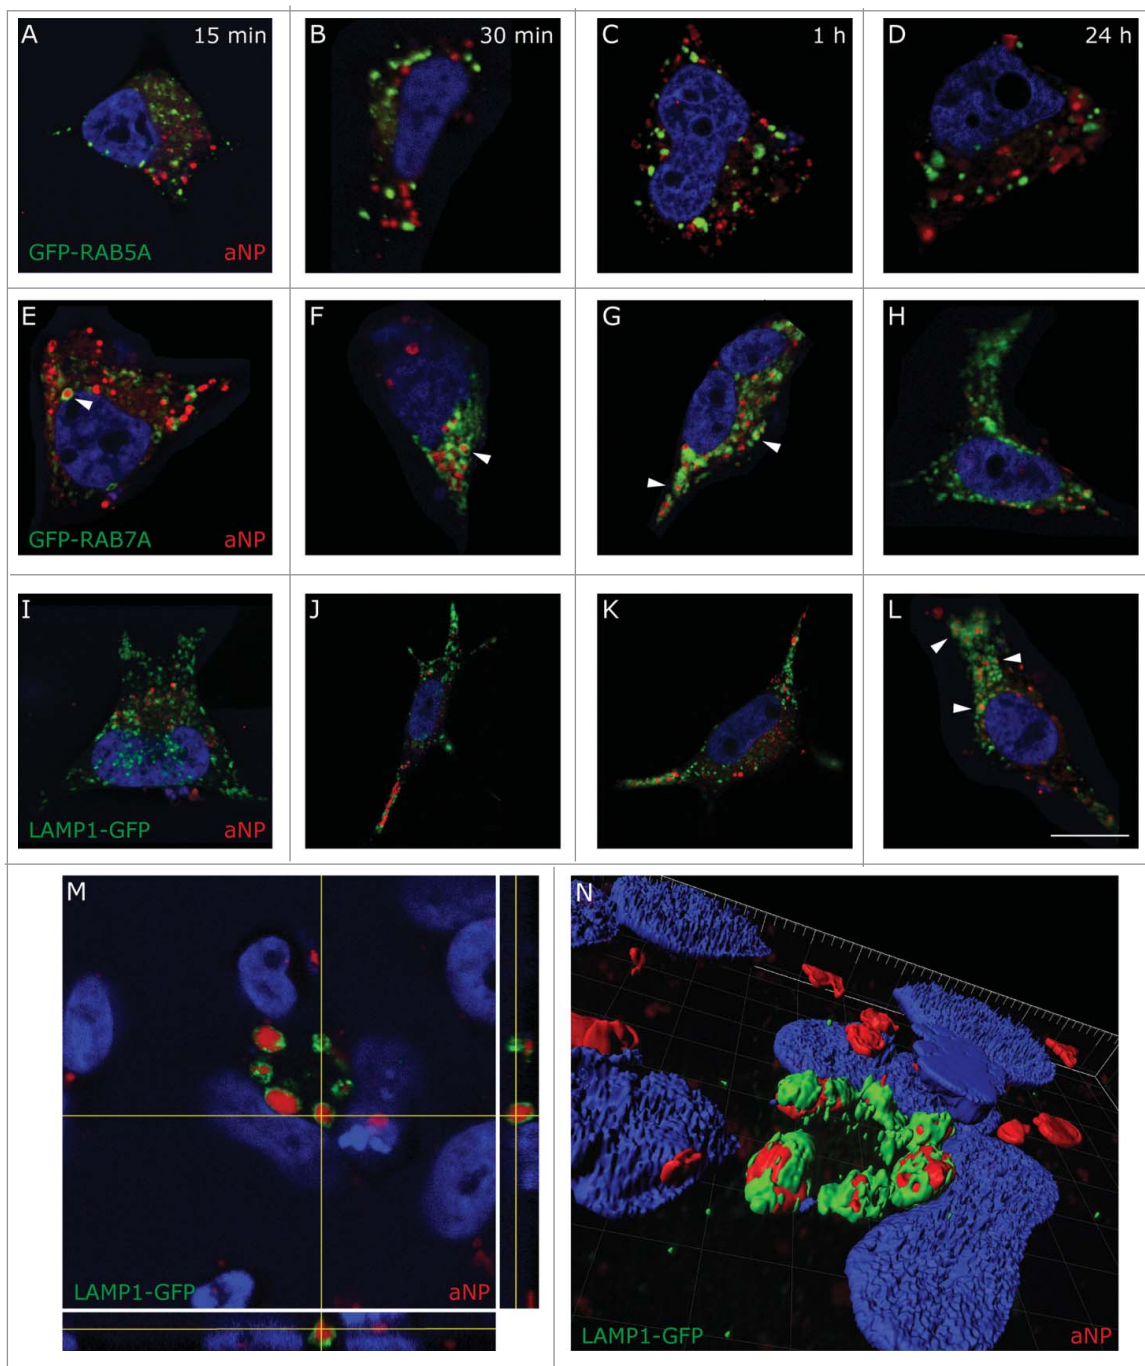 A 15 min
B 30 min
C 1 h
D 24 h
GFP-RAB5A aNP
E
F
G
H
GFP-RAB7A aNP
I
J
K
L
LAMP1-GFP aNP
M
N
LAMP1-GFP aNP
LAMP1-GFP aNP